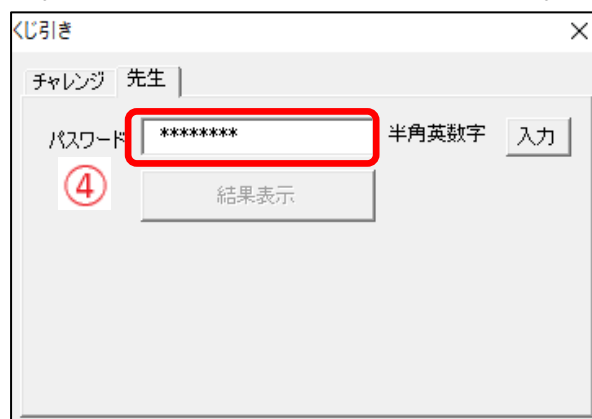 くじ引き
チャレンジ 先生
パスワード ******** 半角英数字 入力
④
結果表示